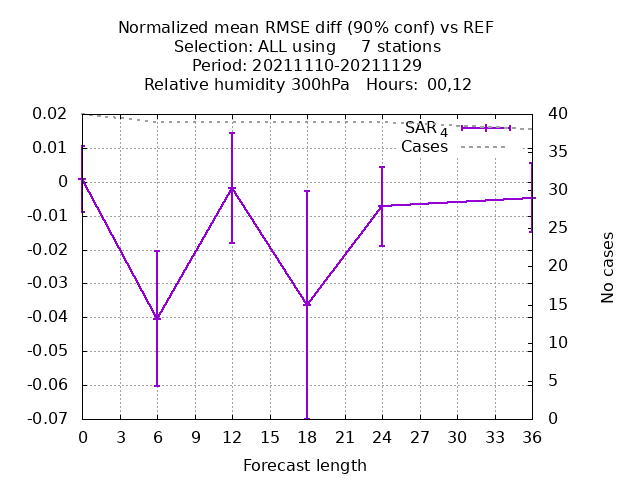 Normalized mean RMSE diff (90% conf) vs REF
Selection: ALL using 7 stations
Period: 20211110-20211129
Relative humidity 300hPa Hours: 00,12
0.02
0.01
0
-0.01
-0.02
-0.03
-0.04
-0.05
-0.06
-0.07
SAR 4
Cases
40
35
30
25
20
15
10
5
0
No cases
0 3 6 9 12 15 18 21 24 27 30 33 36
Forecast length